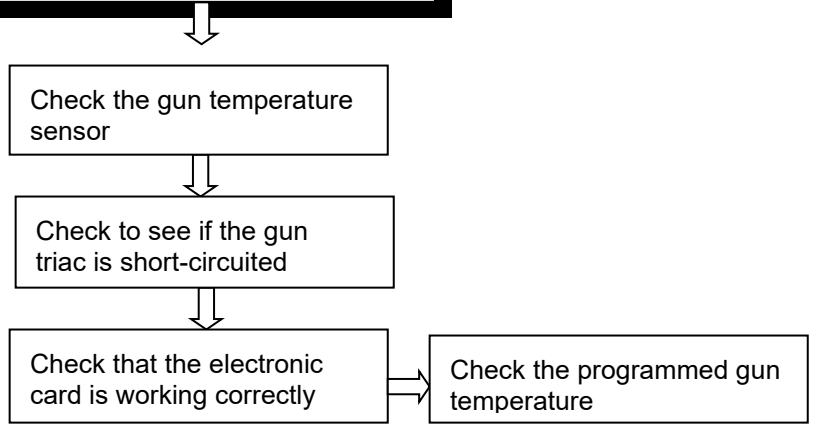 Check the gun temperature
sensor
Check to see if the gun
triac is short-circuited
Check that the electronic
card is working correctly
Check the programmed gun
temperature